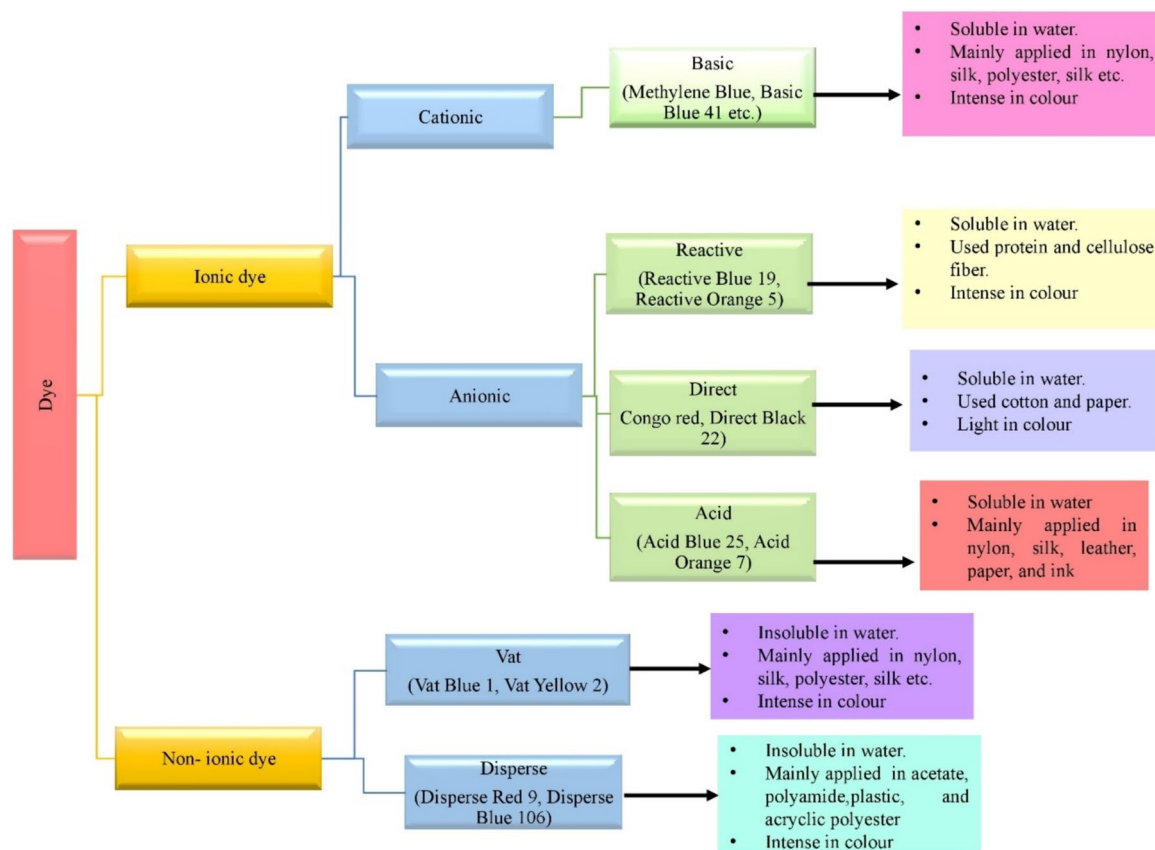 Dye
Ionic dye
Cationic
Basic
(Methylene Blue, Basic
Blue 41 etc.)
• Soluble in water.
• Mainly applied in nylon,
silk, polyester, silk etc.
• Intense in colour
Anionic
Reactive
(Reactive Blue 19,
Reactive Orange 5)
• Soluble in water.
• Used protein and cellulose
fiber.
• Intense in colour
Direct
Congo red, Direct Black
22)
• Soluble in water.
• Used cotton and paper.
• Light in colour
Acid
(Acid Blue 25, Acid
Orange 7)
• Soluble in water
• Mainly applied in
nylon, silk, leather,
paper, and ink
Non- ionic dye
Vat
(Vat Blue 1, Vat Yellow 2)
• Insoluble in water.
• Mainly applied in nylon,
silk, polyester, silk etc.
• Intense in colour
Disperse
(Disperse Red 9, Disperse
Blue 106)
• Insoluble in water.
• Mainly applied in acetate,
polyamide,plastic, and
acryclic polyester
• Intense in colour